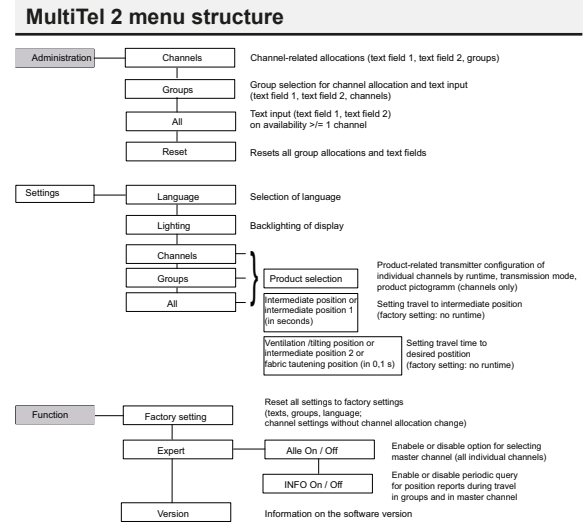 MultiTel 2 menu structure
Administration
Channels
Channel-related allocations (text field 1, text field 2, groups)
Groups
Group selection for channel allocation and text input
(text field 1, text field 2, channels)
All
Text input (text field 1, text field 2)
on availability >/= 1 channel
Reset
Resets all group allocations and text fields
Settings
Language
Selection of language
Lighting
Backlighting of display
Channels
Groups
All
Product selection
Product-related transmitter configuration of
individual channels by runtime, transmission mode,
product pictogramm (channels only)
Intermediate position or
intermediate position 1
(in seconds)
Setting travel to intermediate position
(factory setting: no runtime)
Ventilation /tilting position or
intermediate position 2 or
fabric tautening position (in 0,1 s)
Setting travel time to
desired postition
(factory setting: no runtime)
Function
Factory setting
Reset all settings to factory settings
(texts, groups, language;
channel settings without channel allocation change)
Expert
Alle On / Off
Enabele or disable option for selecting
master channel (all individual channels)
INFO On / Off
Enable or disable periodic query
for position reports during travel
in groups and in master channel
Version
Information on the software version